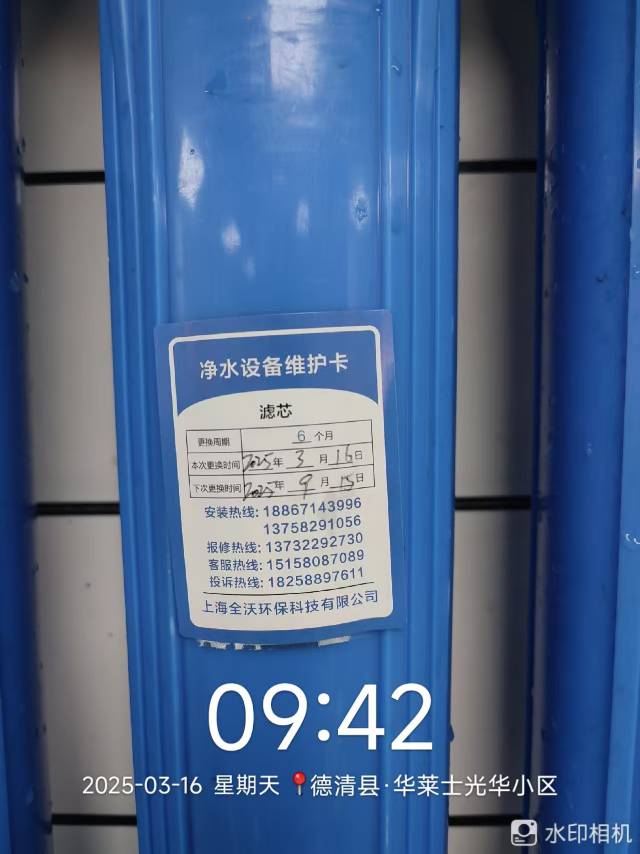 净水设备维护卡
滤芯
更换周期 6 个月
本次更换时间 2025年 3 月 16日
下次更换时间 2025年 9 月 15日
安装热线: 18867143996
13758291056
报修热线: 13732292730
客服热线: 15158087089
投诉热线: 18258897611
上海全沃环保科技有限公司
09:42
2025-03-16 星期天 德清县·华莱士光华小区
水印相机